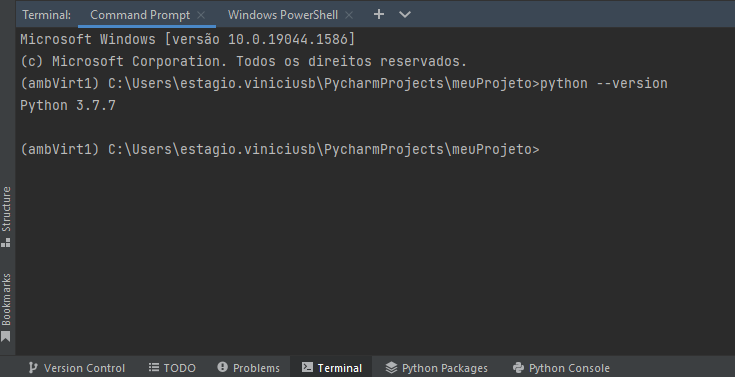 Terminal: Command Prompt × Windows PowerShell × +
Microsoft Windows [versão 10.0.19044.1586]
(c) Microsoft Corporation. Todos os direitos reservados.
(ambVirt1) C:\Users\estagio.viniciusb\PycharmProjects\meuProjeto>python --version
Python 3.7.7
(ambVirt1) C:\Users\estagio.viniciusb\PycharmProjects\meuProjeto>
Structure
Bookmarks
Version Control TODO Problems Terminal Python Packages Python Console